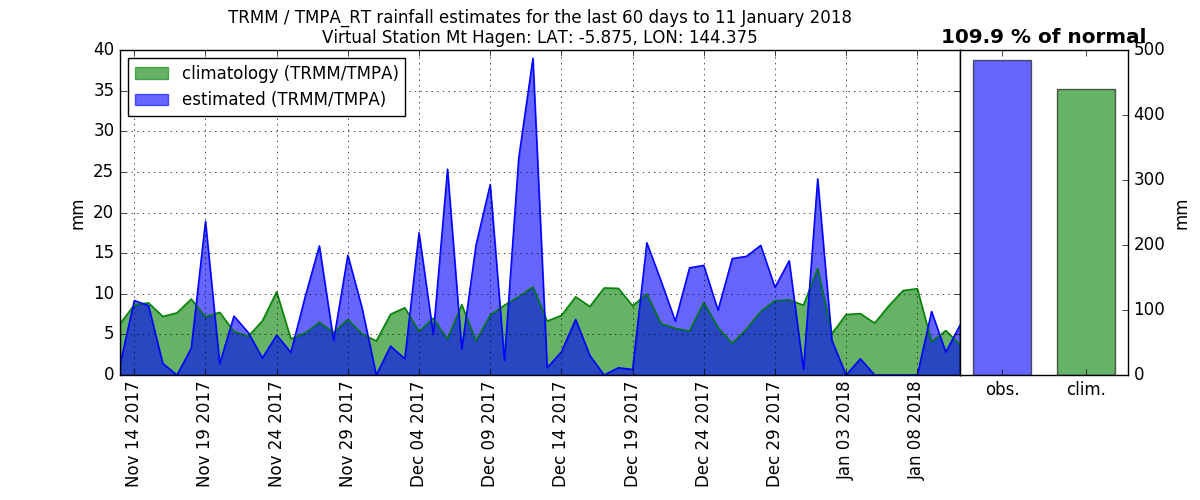 TRMM / TMPA_RT rainfall estimates for the last 60 days to 11 January 2018
Virtual Station Mt Hagen: LAT: -5.875, LON: 144.375
109.9 % of normal
climatology (TRMM/TMPA)
estimated (TRMM/TMPA)
40
35
30
25
20
15
10
5
0
mm
Nov 14 2017
Nov 19 2017
Nov 24 2017
Nov 29 2017
Dec 04 2017
Dec 09 2017
Dec 14 2017
Dec 19 2017
Dec 24 2017
Dec 29 2017
Jan 03 2018
Jan 08 2018
obs.
clim.
500
400
300
200
100
0
mm